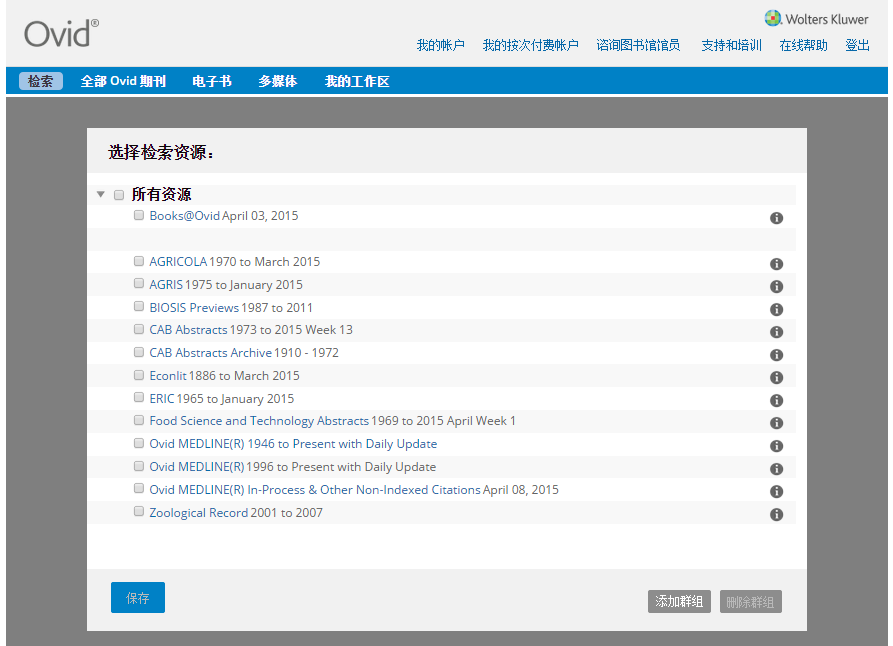 Ovid®
Wolters Kluwer
我的帐户 我的按次付费帐户 谘询图书馆馆员 支持和培训 在线帮助 登出
检索 全部 Ovid 期刊 电子书 多媒体 我的工作区
选择检索资源：
所有资源
Books@Ovid April 03, 2015
AGRICOLA 1970 to March 2015
AGRIS 1975 to January 2015
BIOSIS Previews 1987 to 2011
CAB Abstracts 1973 to 2015 Week 13
CAB Abstracts Archive 1910 - 1972
Econlit 1886 to March 2015
ERIC 1965 to January 2015
Food Science and Technology Abstracts 1969 to 2015 April Week 1
Ovid MEDLINE(R) 1946 to Present with Daily Update
Ovid MEDLINE(R) 1996 to Present with Daily Update
Ovid MEDLINE(R) In-Process & Other Non-Indexed Citations April 08, 2015
Zoological Record 2001 to 2007
保存 添加群组 删除群组